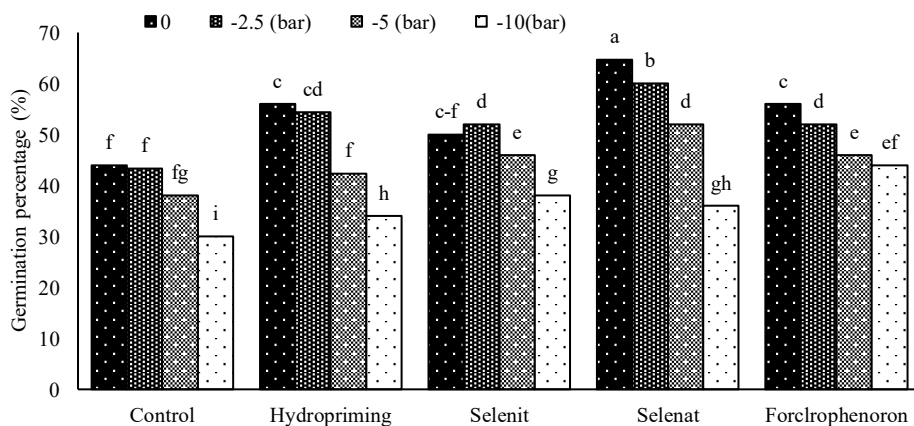 0 -2.5 (bar) -5 (bar) -10(bar)
Germination percentage (%)
70
60
50
40
30
20
10
0
f f fg i
c cd f h
c-f d e g
a b d gh
c d e ef
Control Hydropriming Selenit Selenat Forclrophenoron